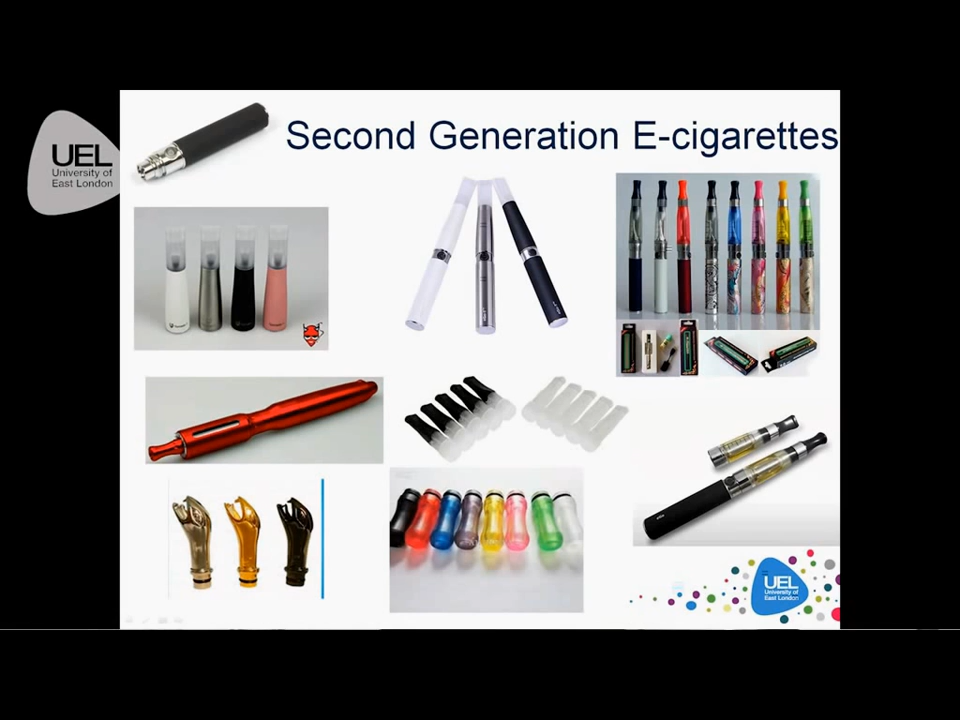 UEL
University of
East London
Second Generation E-cigarettes
UEL
University of
East London